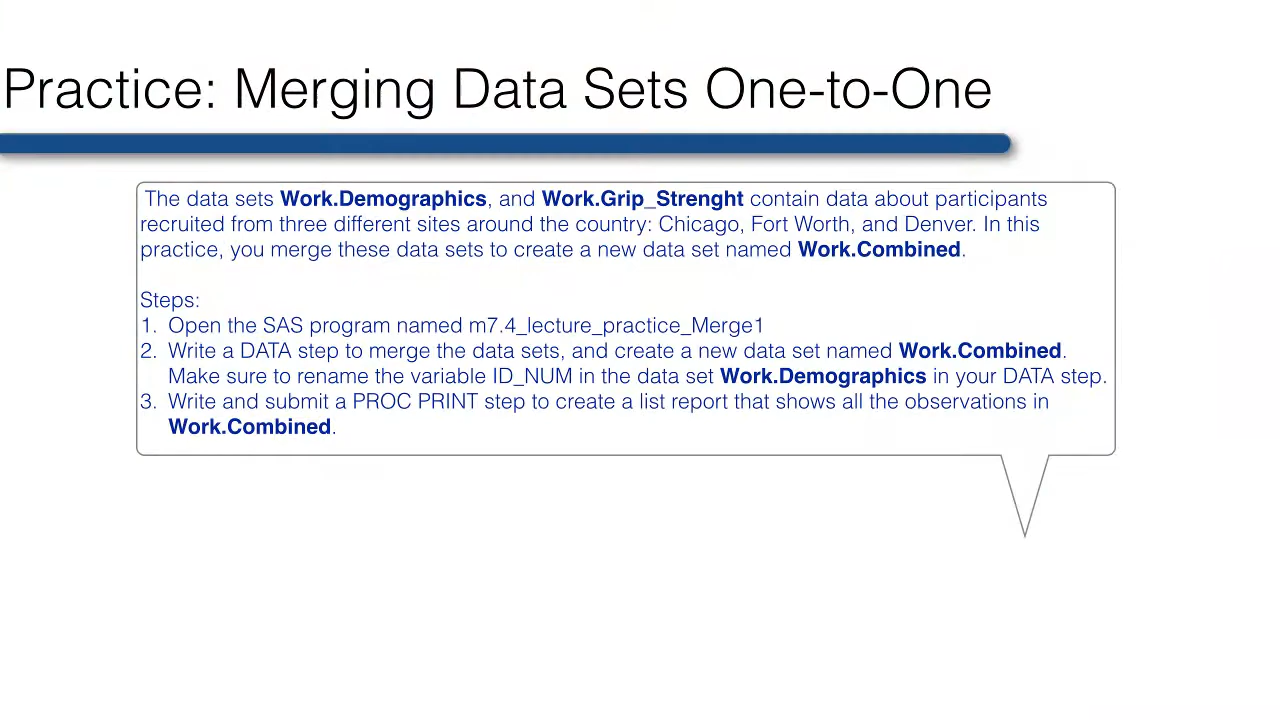 Practice: Merging Data Sets One-to-One
The data sets Work.Demographics, and Work.Grip_Strenght contain data about participants
recruited from three different sites around the country: Chicago, Fort Worth, and Denver. In this
practice, you merge these data sets to create a new data set named Work.Combined.
Steps:
1. Open the SAS program named m7.4_lecture_practice_Merge1
2. Write a DATA step to merge the data sets, and create a new data set named Work.Combined.
Make sure to rename the variable ID_NUM in the data set Work.Demographics in your DATA step.
3. Write and submit a PROC PRINT step to create a list report that shows all the observations in
Work.Combined.